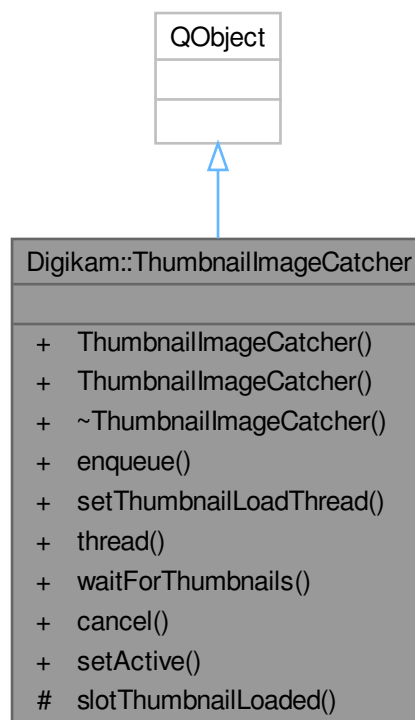 QObject
Digikam::ThumbnailImageCatcher
+ ThumbnailImageCatcher()
+ ThumbnailImageCatcher()
+ ~ThumbnailImageCatcher()
+ enqueue()
+ setThumbnailLoadThread()
+ thread()
+ waitForThumbnails()
+ cancel()
+ setActive()
# slotThumbnailLoaded()